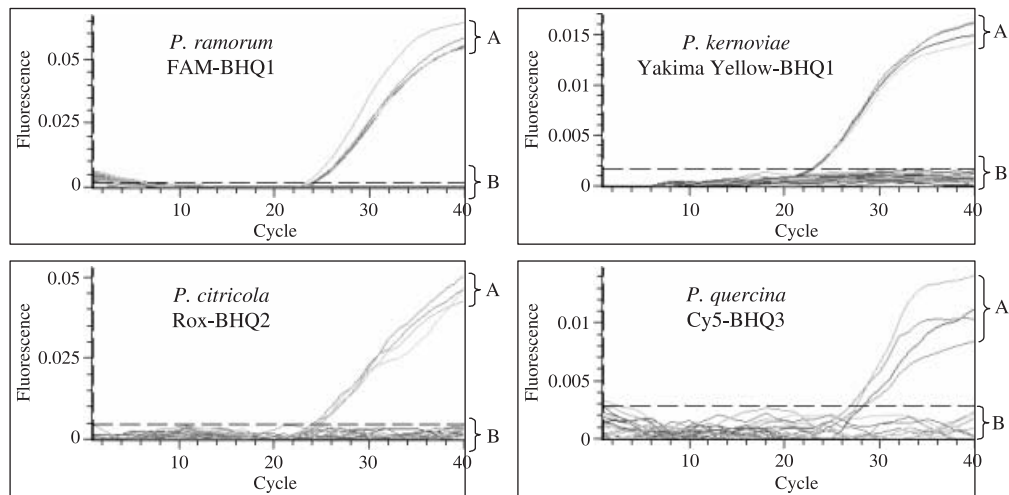 P. ramorum
FAM-BHQ1
Fluorescence
0.05
0.025
0
10 20 30 40
Cycle
A
B
P. kernoviae
Yakima Yellow-BHQ1
Fluorescence
0.015
0.01
0.005
0
10 20 30 40
Cycle
A
B
P. citricola
Rox-BHQ2
Fluorescence
0.05
0.025
0
10 20 30 40
Cycle
A
B
P. quercina
Cy5-BHQ3
Fluorescence
0.01
0.005
0
10 20 30 40
Cycle
A
B